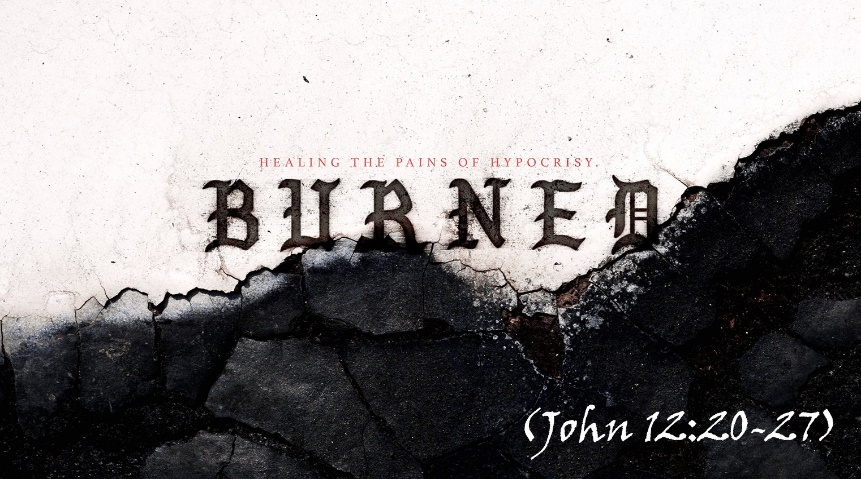 HEALING THE PAINS OF HYPOCRISY.
BURNED
(John 12:20-27)